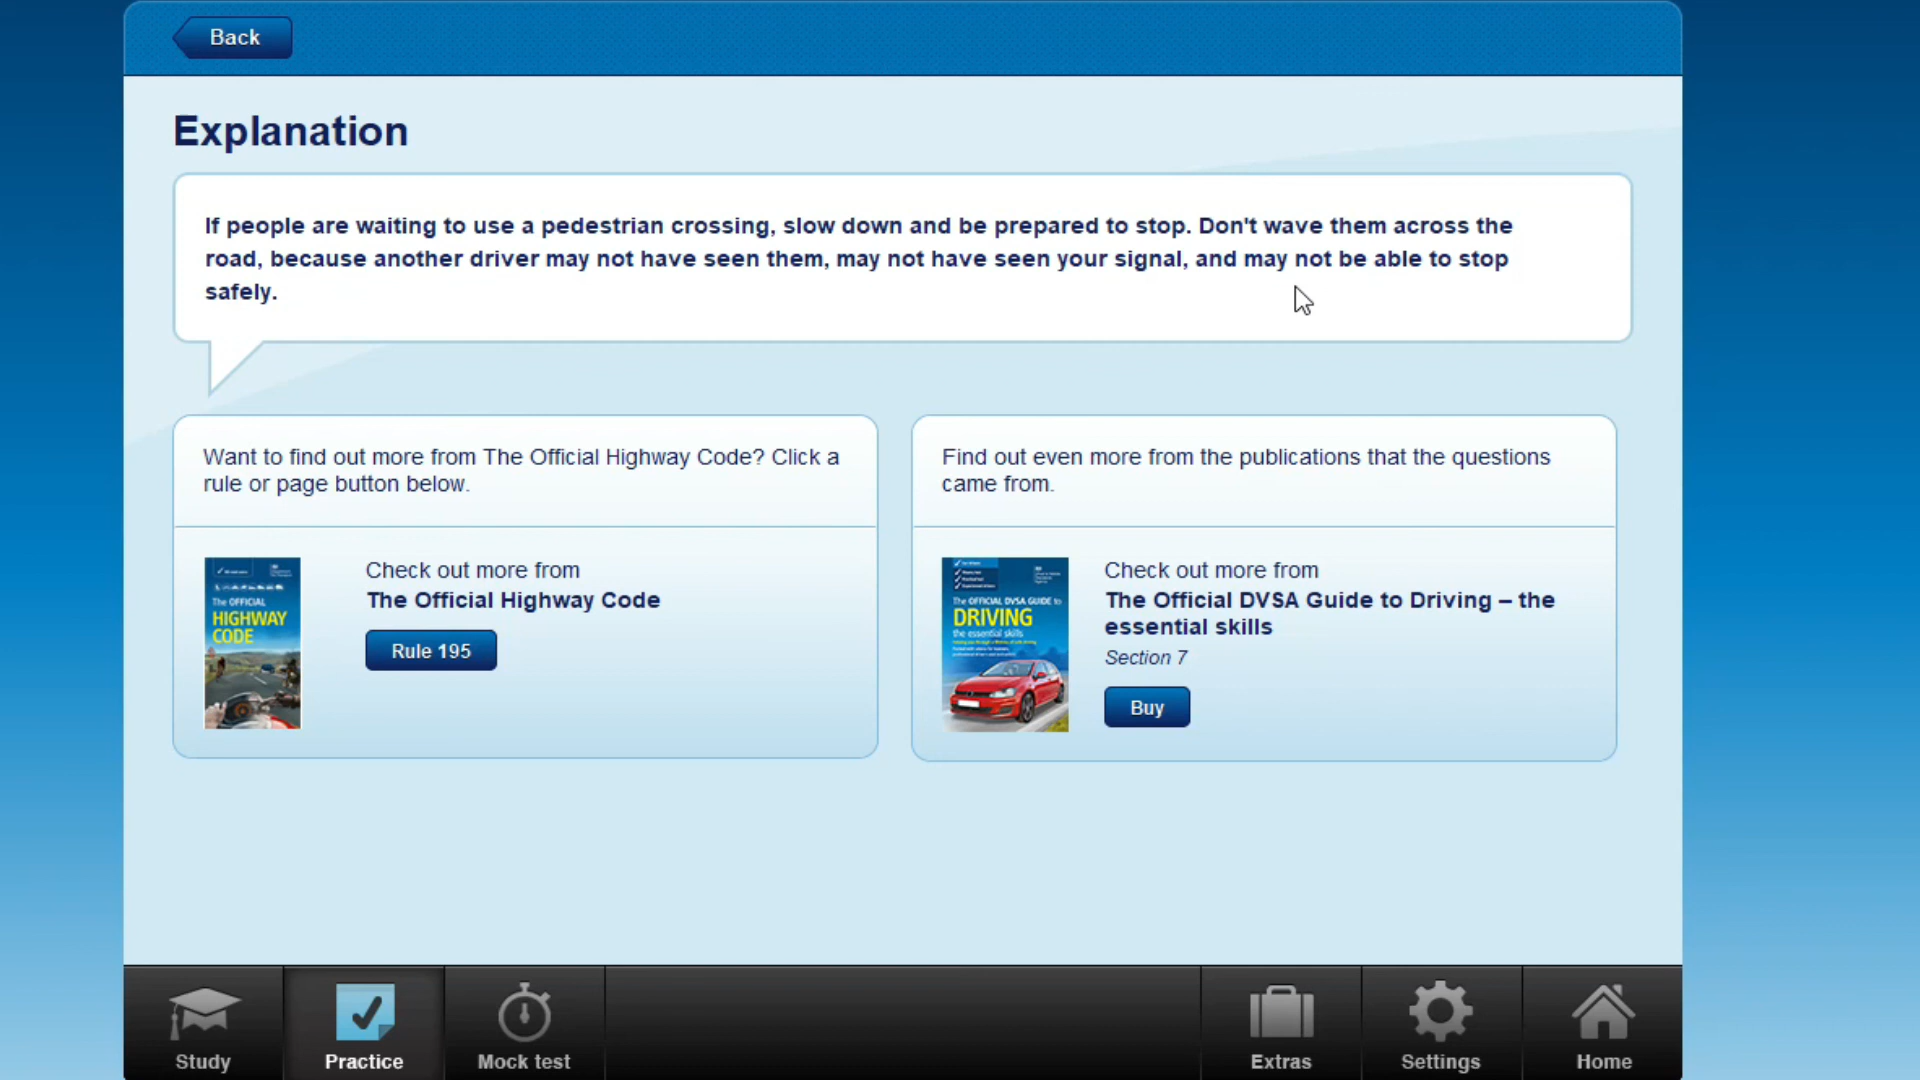 Back
Explanation
If people are waiting to use a pedestrian crossing, slow down and be prepared to stop. Don't wave them across the
road, because another driver may not have seen them, may not have seen your signal, and may not be able to stop
safely.
Want to find out more from The Official Highway Code? Click a
rule or page button below.
The OFFICIAL
HIGHWAY
CODE
Check out more from
The Official Highway Code
Rule 195
Find out even more from the publications that the questions
came from.
The OFFICIAL DVSA GUIDE to
DRIVING
the essential skills
Check out more from
The Official DVSA Guide to Driving – the
essential skills
Section 7
Buy
Study
Practice
Mock test
Extras
Settings
Home